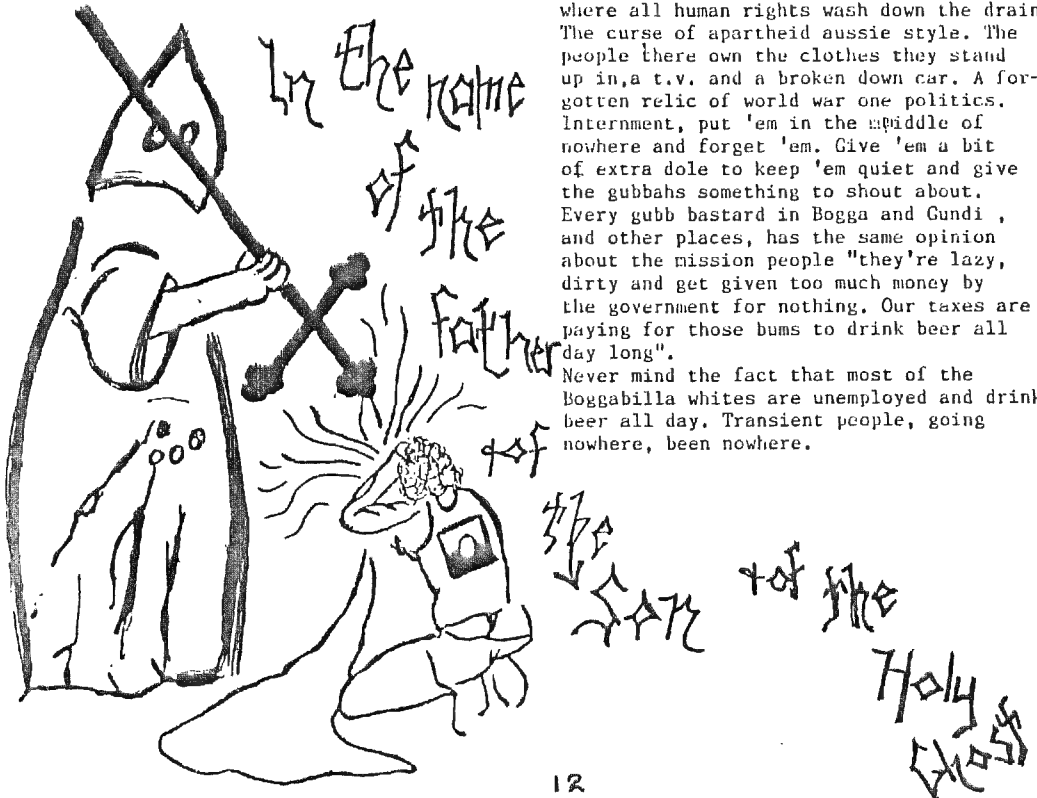 In the name
of
the
father
+of
the
Son
+of the
Holy
Ghost
where all human rights wash down the drain
The curse of apartheid aussie style. The
people there own the clothes they stand
up in,a t.v. and a broken down car. A for-
gotten relic of world war one politics.
Internment, put 'em in the middle of
nowhere and forget 'em. Give 'em a bit
of extra dole to keep 'em quiet and give
the gubbahs something to shout about.
Every gubb bastard in Bogga and Gundi ,
and other places, has the same opinion
about the mission people "they're lazy,
dirty and get given too much money by
the government for nothing. Our taxes are
paying for those bums to drink beer all
day long".
Never mind the fact that most of the
Boggabilla whites are unemployed and drink
beer all day. Transient people, going
nowhere, been nowhere.
12